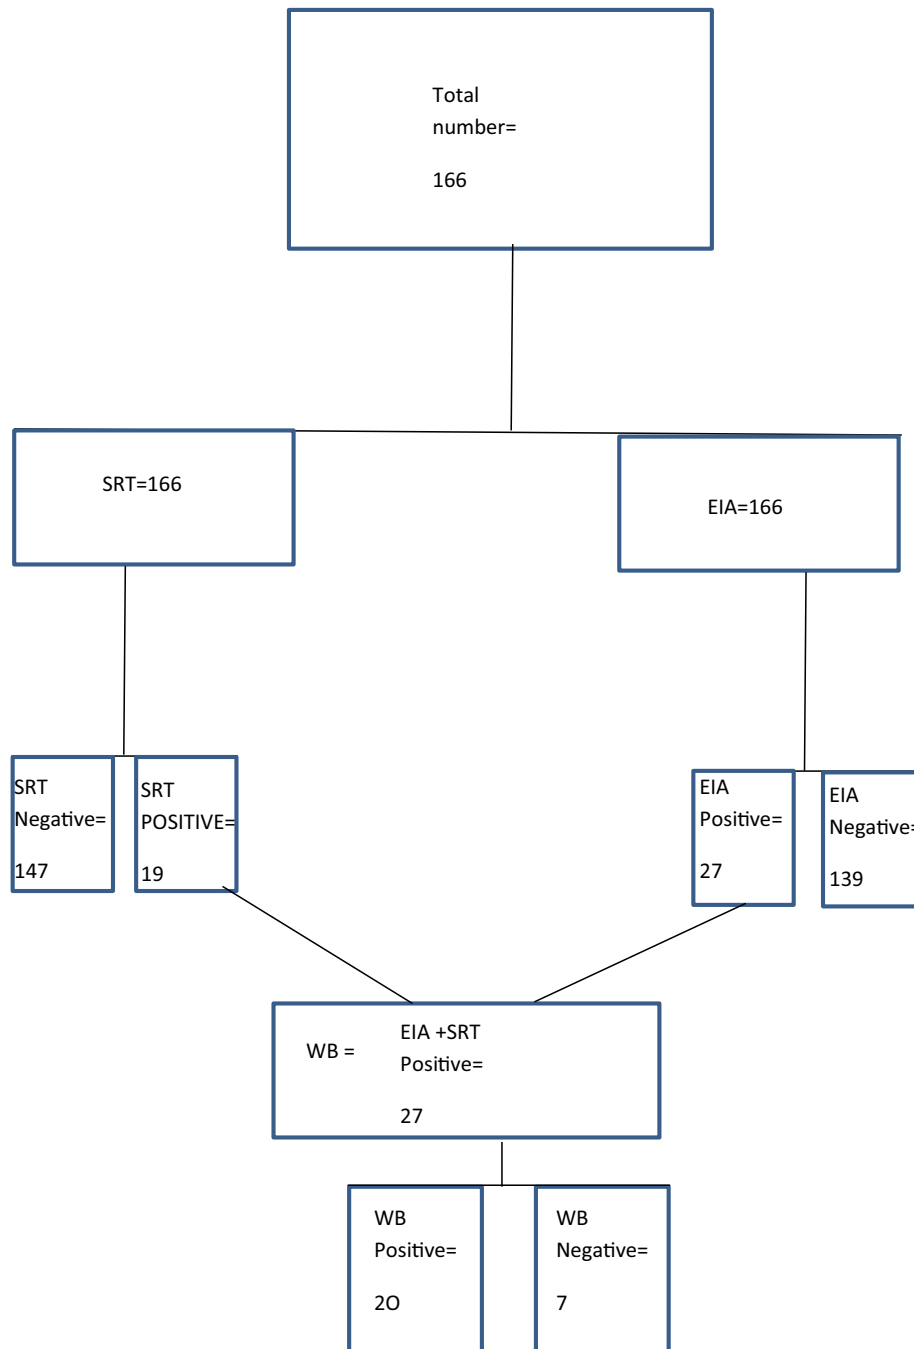 Total
number=
166
SRT=166
EIA=166
SRT
Negative=
147
SRT
POSITIVE=
19
EIA
Positive=
27
EIA
Negative=
139
WB =
EIA +SRT
Positive=
27
WB
Positive=
2O
WB
Negative=
7